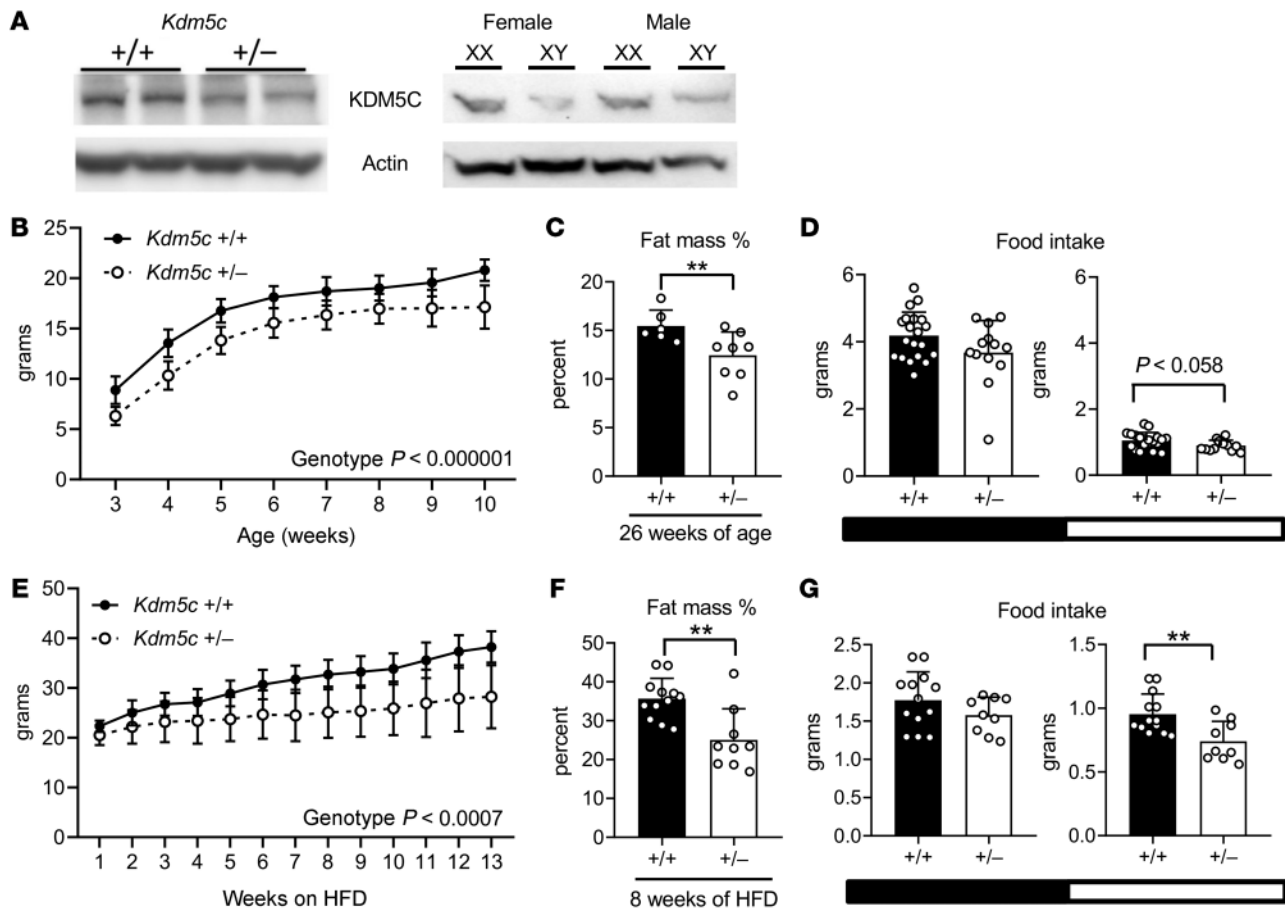 A
Kdm5c
+/+ +/–
Female Male
XX XY XX XY
KDM5C
Actin
B
Kdm5c +/+
Kdm5c +/–
25
20
15
10
5
0
grams
3 4 5 6 7 8 9 10
Genotype P < 0.000001
Age (weeks)
C
Fat mass %
**
20
15
10
5
0
percent
+/+ +/–
26 weeks of age
D
Food intake
6
4
2
0
grams
+/+ +/–
6
4
2
0
grams
P < 0.058
+/+ +/–
E
Kdm5c +/+
Kdm5c +/–
50
40
30
20
10
0
grams
Genotype P < 0.0007
1 2 3 4 5 6 7 8 9 10 11 12 13
Weeks on HFD
F
Fat mass %
**
50
40
30
20
10
0
percent
+/+ +/–
8 weeks of HFD
G
Food intake
2.5
2.0
1.5
1.0
0.5
0.0
grams
+/+ +/–
**
1.5
1.0
0.5
0.0
grams
+/+ +/–